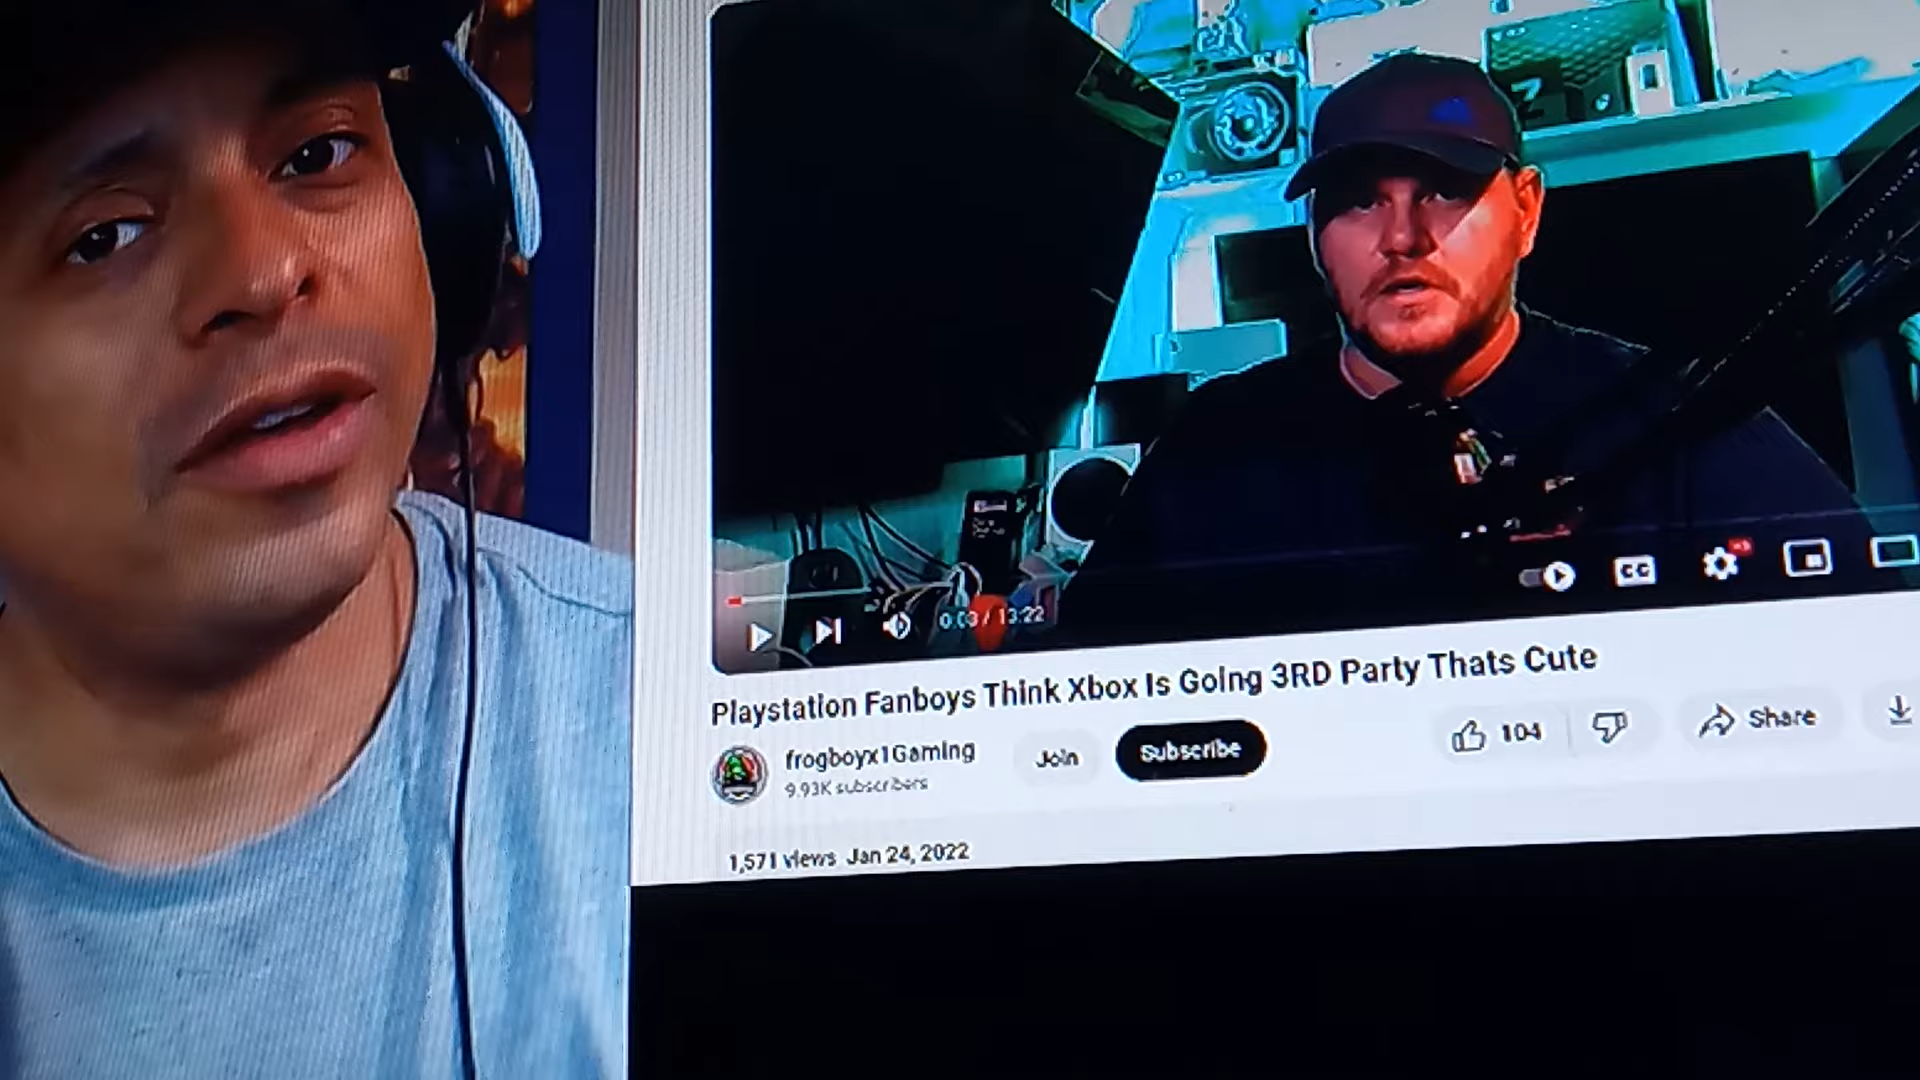 0:03 / 13:22
CC
Playstation Fanboys Think Xbox Is Going 3RD Party Thats Cute
frogboyx1Gaming
9.93K subscribers
Join
Subscribe
104
Share
1,571 views Jan 24, 2022